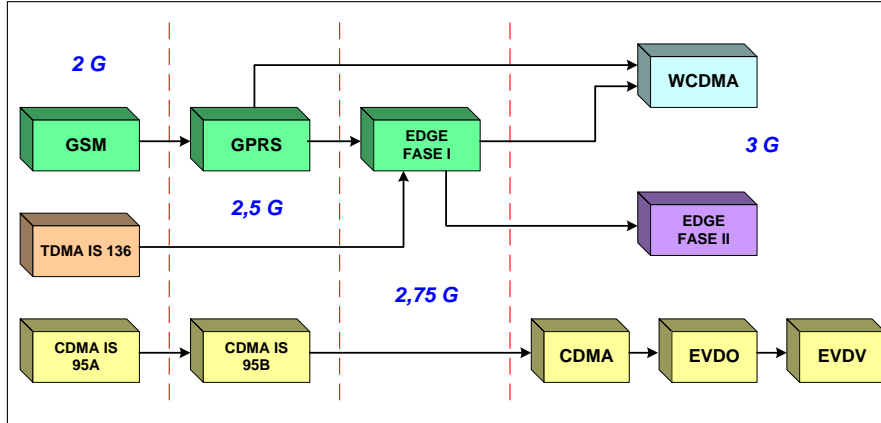 2 G
WCDMA
GSM
GPRS
EDGE
FASE I
3 G
2,5 G
TDMA IS 136
EDGE
FASE II
2,75 G
CDMA IS
95A
CDMA IS
95B
CDMA
EVDO
EVDV